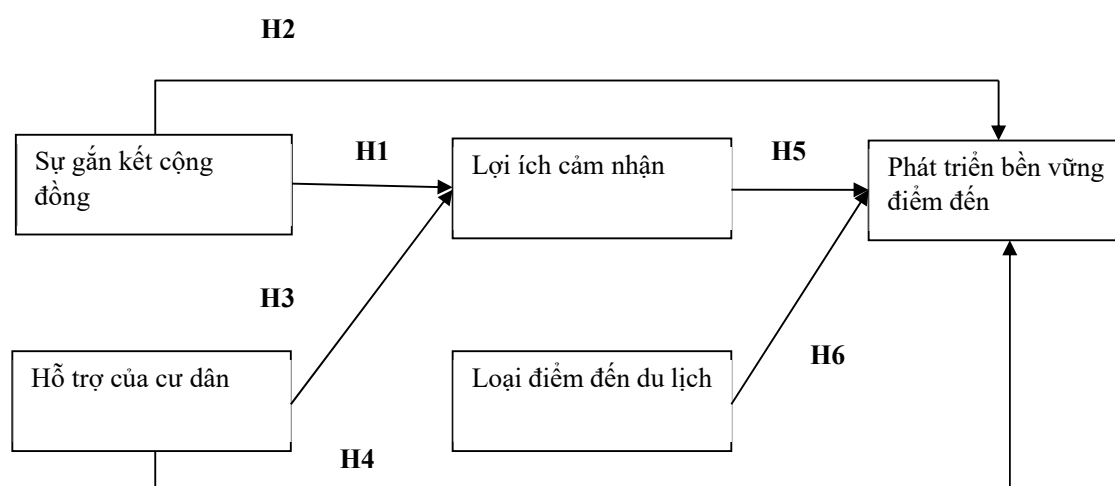 H2
Sự gắn kết cộng
đồng
H1
Lợi ích cảm nhận
H5
Phát triển bền vững
điểm đến
H3
Hỗ trợ của cư dân
Loại điểm đến du lịch
H6
H4